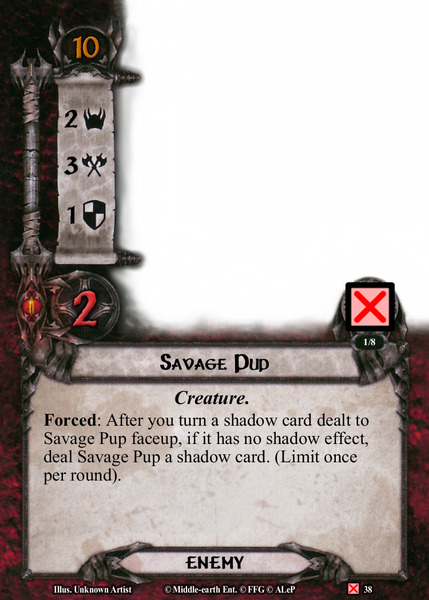 10
2
3
1
2
1/8
Savage Pup
Creature.
Forced: After you turn a shadow card dealt to
Savage Pup faceup, if it has no shadow effect,
deal Savage Pup a shadow card. (Limit once
per round).
ENEMY
Illus. Unknown Artist © Middle-earth Ent. © FFG © ALeP 38